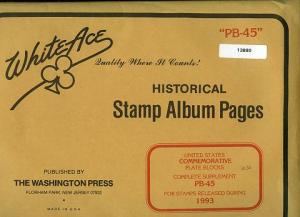 "PB-45"
13880
White Ace
Quality Where It Counts!
HISTORICAL
Stamp Album Pages
PUBLISHED BY
THE WASHINGTON PRESS
FLORHAM PARK, NEW JERSEY 07932
MADE IN U.S.A.
UNITED STATES
COMMEMORATIVE
PLATE BLOCKS
COMPLETE SUPPLEMENT
PB-45
FOR STAMPS RELEASED DURING
1993